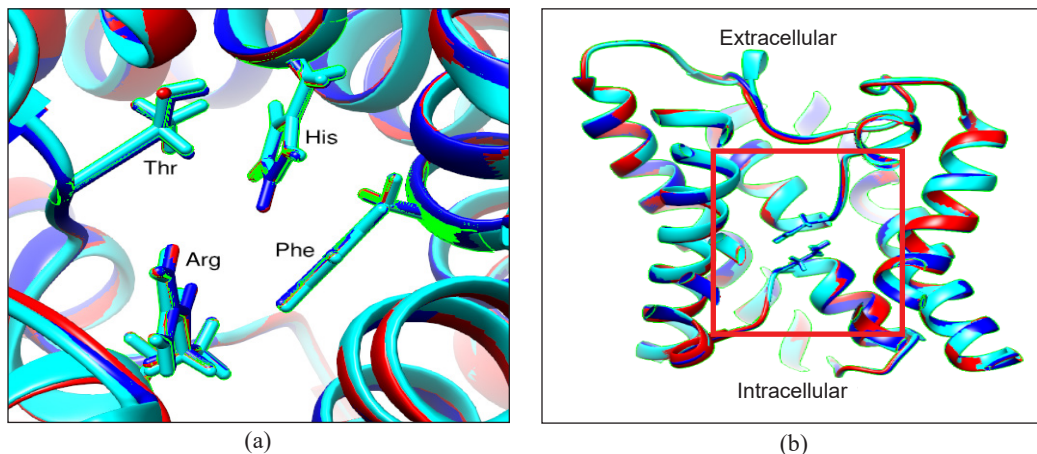 Thr
His
Arg
Phe
(a)
Extracellular
Intracellular
(b)